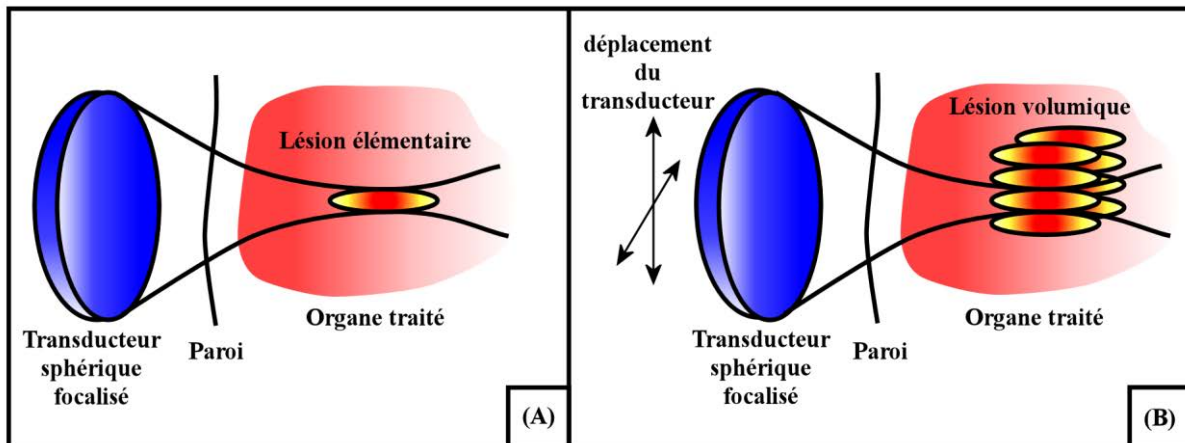 Lésion élémentaire
Organe traité
Transducteur
sphérique
focalisé
Paroi
(A)
déplacement
du
transducteur
Lésion volumique
Organe traité
Transducteur
sphérique
focalisé
Paroi
(B)